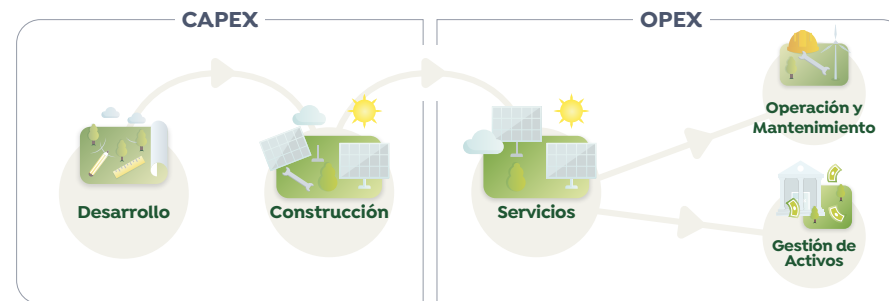 CAPEX
OPEX
Desarrollo
Construcción
Servicios
Operación y
Mantenimiento
Gestión de
Activos